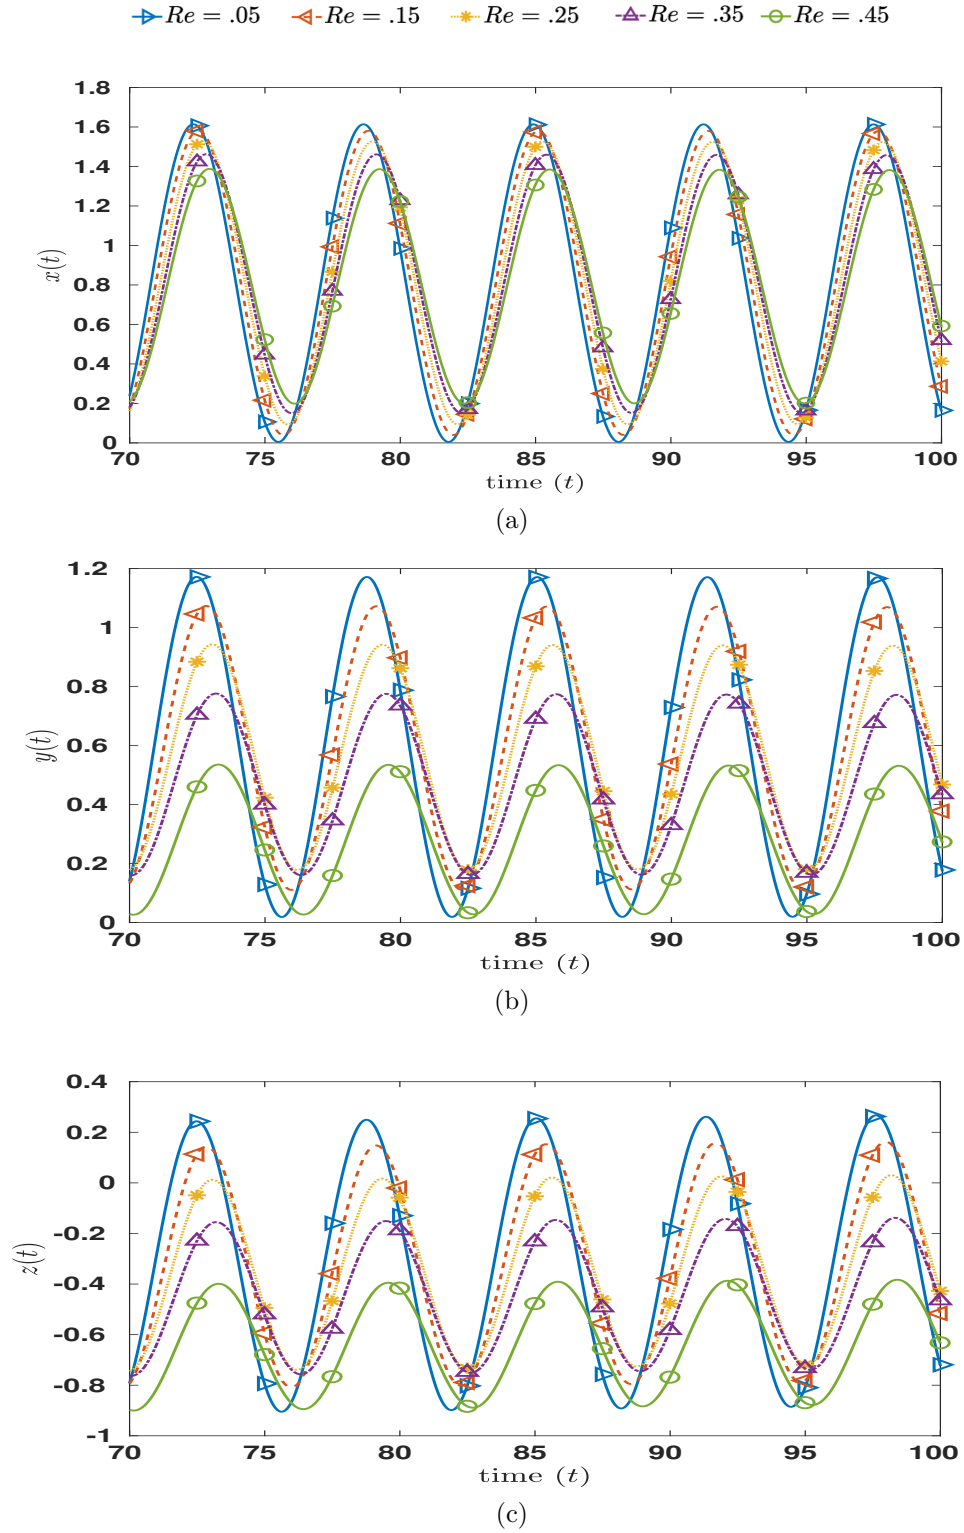 Re = .05 Re = .15 Re = .25 Re = .35 Re = .45
1.8
1.6
1.4
1.2
1
0.8
0.6
0.4
0.2
0
x(t)
70 75 80 85 90 95 100
time (t)
(a)
1.2
1
0.8
0.6
0.4
0.2
0
y(t)
70 75 80 85 90 95 100
time (t)
(b)
0.4
0.2
0
-0.2
-0.4
-0.6
-0.8
-1
z(t)
70 75 80 85 90 95 100
time (t)
(c)